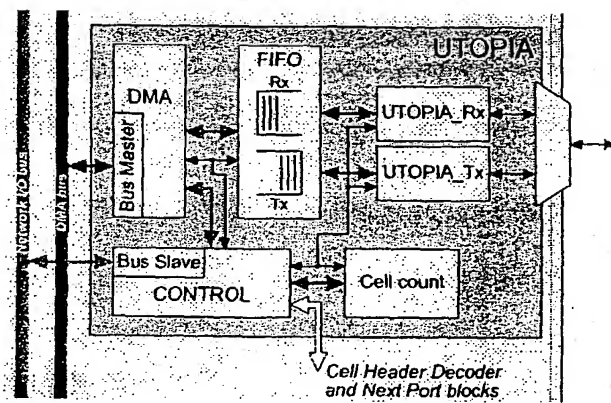 UTOPIA
FIFO
Rx
DMA
UTOPIA_Rx
Bus Master
UTOPIA_Tx
Tx
Network I/O bus
DMA bus
Bus Slave
CONTROL
Cell count
Cell Header Decoder
and Next Port blocks